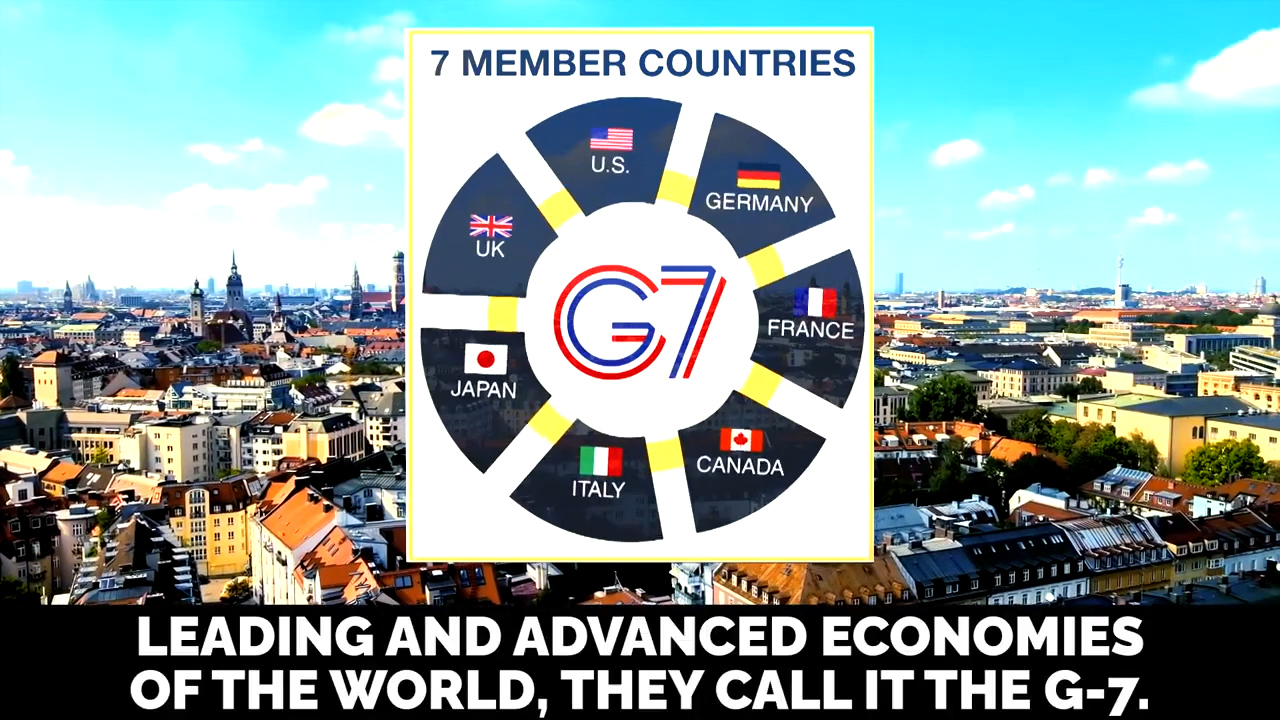 7 MEMBER COUNTRIES
U.S.
GERMANY
UK
FRANCE
G7
JAPAN
CANADA
ITALY
LEADING AND ADVANCED ECONOMIES
OF THE WORLD, THEY CALL IT THE G-7.